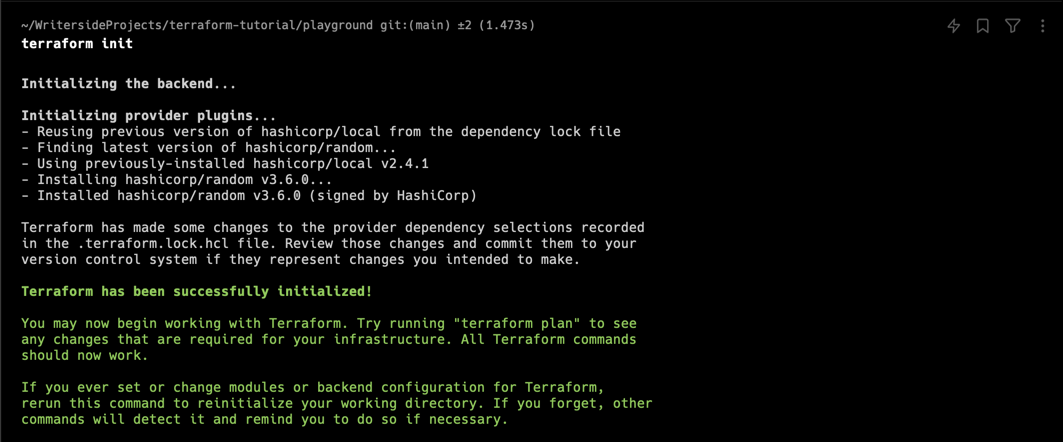 ~/WritersideProjects/terraform-tutorial/playground git:(main) ±2 (1.473s)
terraform init
Initializing the backend...
Initializing provider plugins...
- Reusing previous version of hashicorp/local from the dependency lock file
- Finding latest version of hashicorp/random...
- Using previously-installed hashicorp/local v2.4.1
- Installing hashicorp/random v3.6.0...
- Installed hashicorp/random v3.6.0 (signed by HashiCorp)
Terraform has made some changes to the provider dependency selections recorded
in the .terraform.lock.hcl file. Review those changes and commit them to your
version control system if they represent changes you intended to make.
Terraform has been successfully initialized!
You may now begin working with Terraform. Try running "terraform plan" to see
any changes that are required for your infrastructure. All Terraform commands
should now work.
If you ever set or change modules or backend configuration for Terraform,
rerun this command to reinitialize your working directory. If you forget, other
commands will detect it and remind you to do so if necessary.